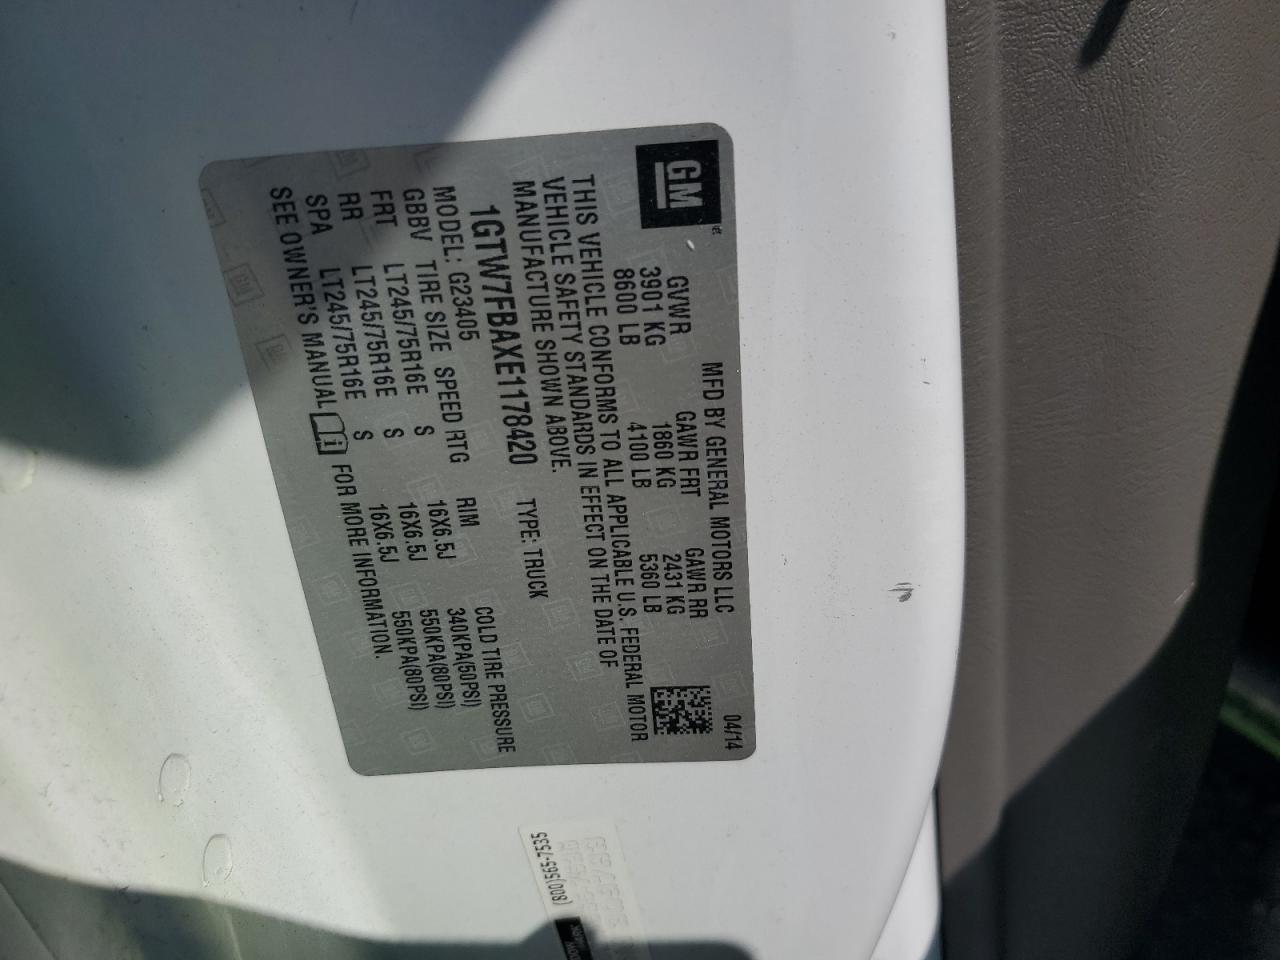 GM
MFD BY GENERAL MOTORS LLC
04/14
GVWR GAWR FRT GAWR RR
3901 KG 1860 KG 2431 KG
8600 LB 4100 LB 5360 LB
THIS VEHICLE CONFORMS TO ALL APPLICABLE U.S. FEDERAL MOTOR
VEHICLE SAFETY STANDARDS IN EFFECT ON THE DATE OF
MANUFACTURE SHOWN ABOVE.
1GTW7FBAXE1178420 TYPE: TRUCK
MODEL: G23405
GBBV TIRE SIZE SPEED RTG RIM COLD TIRE PRESSURE
FRT LT245/75R16E S 16X6.5J 340KPA(50PSI)
RR LT245/75R16E S 16X6.5J 550KPA(80PSI)
SPA LT245/75R16E S 16X6.5J 550KPA(80PSI)
SEE OWNER'S MANUAL FOR MORE INFORMATION.
(800)565-7535